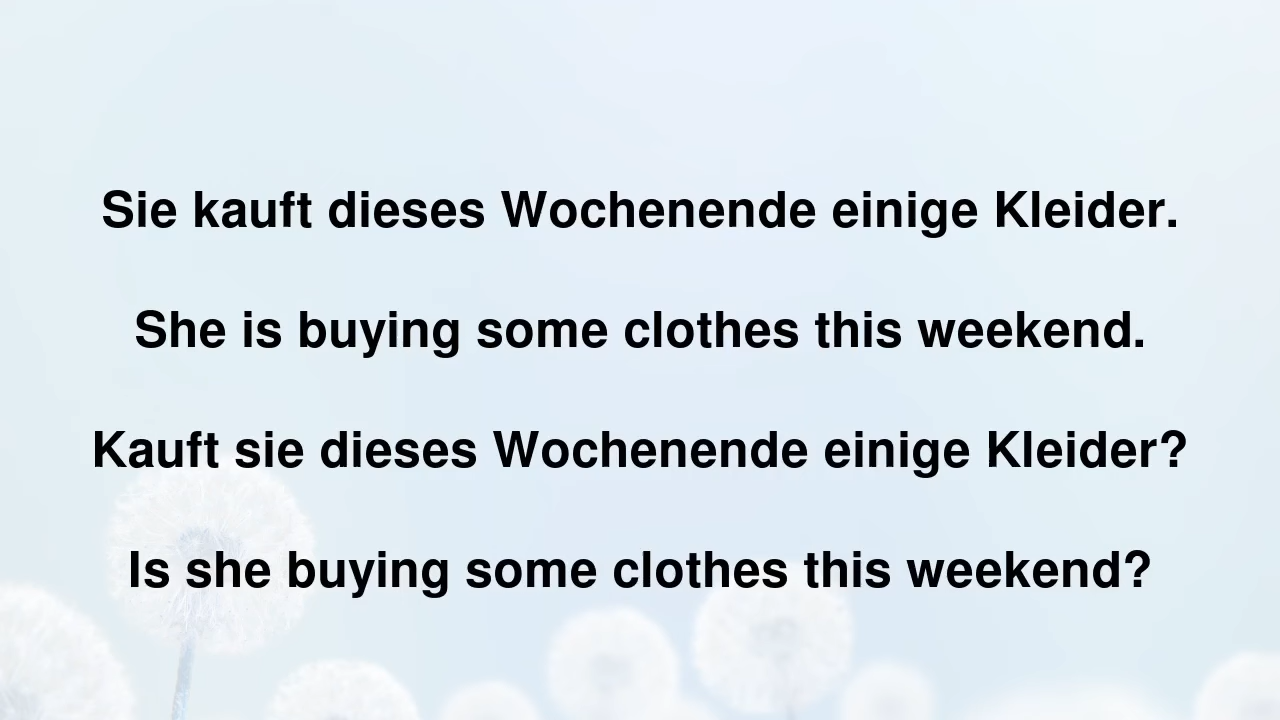 Sie kauft dieses Wochenende einige Kleider.
She is buying some clothes this weekend.
Kauft sie dieses Wochenende einige Kleider?
Is she buying some clothes this weekend?